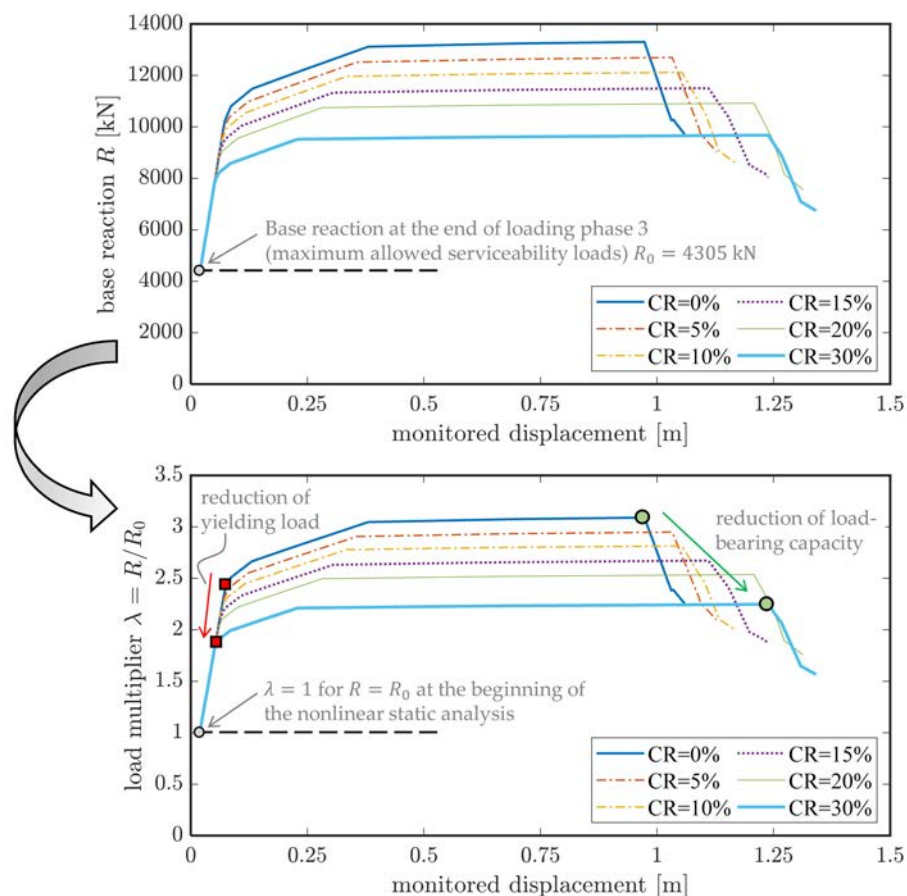 14000
12000
10000
8000
6000
4000
2000
0
base reaction R [kN]
Base reaction at the end of loading phase 3
(maximum allowed serviceability loads) R₀ = 4305 kN
CR=0%
CR=5%
CR=10%
CR=15%
CR=20%
CR=30%
0 0.25 0.5 0.75 1 1.25 1.5
monitored displacement [m]
3.5
3
2.5
2
1.5
1
0.5
0
load multiplier λ = R/R₀
reduction of
yielding load
reduction of load-
bearing capacity
λ = 1 for R = R₀ at the beginning of
the nonlinear static analysis
CR=0%
CR=5%
CR=10%
CR=15%
CR=20%
CR=30%
0 0.25 0.5 0.75 1 1.25 1.5
monitored displacement [m]